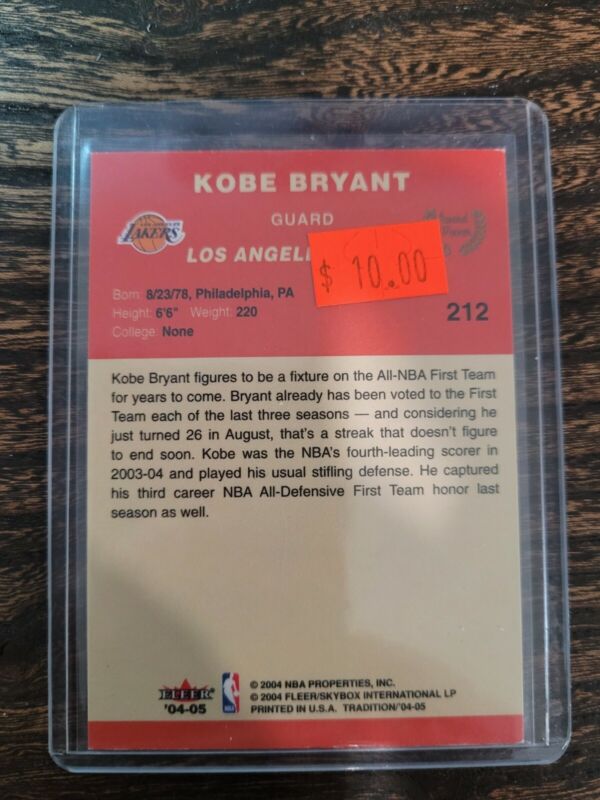 KOBE BRYANT
GUARD
LOS ANGELES
LAKERS
LOS ANGEL
$ 10.00
Born: 8/23/78, Philadelphia, PA
Height: 6'6" Weight: 220
College: None
212
Kobe Bryant figures to be a fixture on the All-NBA First Team
for years to come. Bryant already has been voted to the First
Team each of the last three seasons — and considering he
just turned 26 in August, that's a streak that doesn't figure
to end soon. Kobe was the NBA's fourth-leading scorer in
2003-04 and played his usual stifling defense. He captured
his third career NBA All-Defensive First Team honor last
season as well.
FLEER
'04-05
NBA
© 2004 NBA PROPERTIES, INC.
© 2004 FLEER/SKYBOX INTERNATIONAL LP
PRINTED IN U.S.A. TRADITION/'04-05